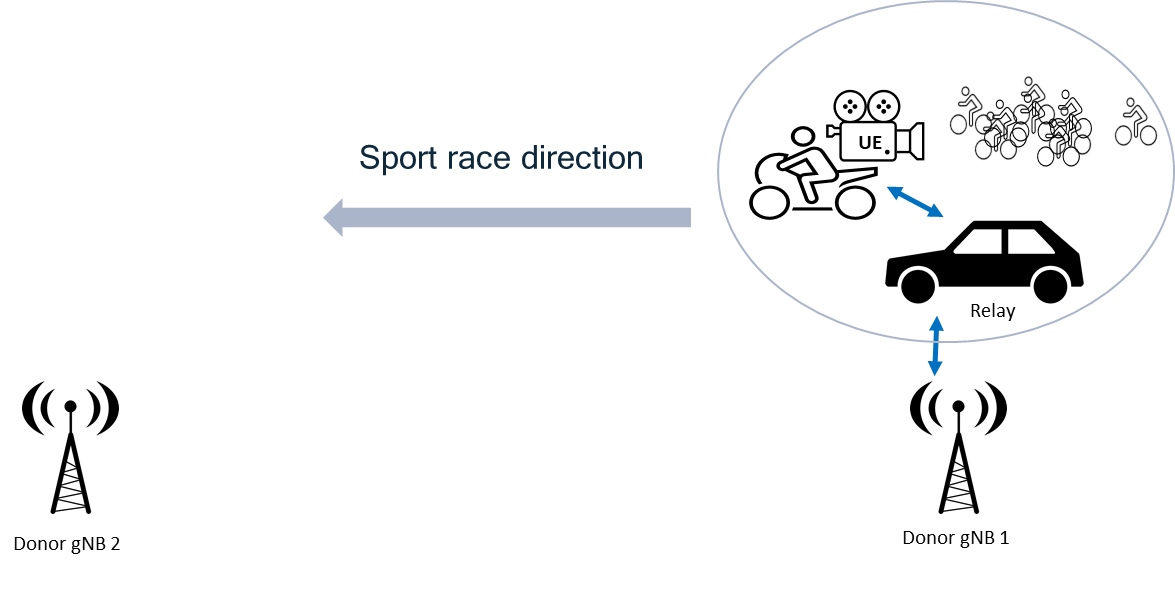 UE
Sport race direction
Relay
Donor gNB 2
Donor gNB 1